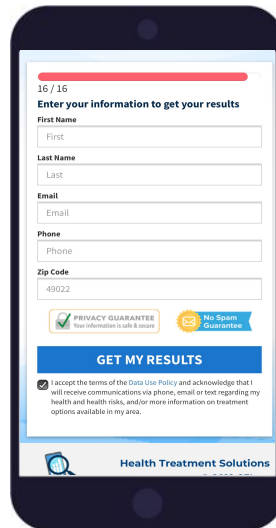 16 / 16
Enter your information to get your results
First Name
First
Last Name
Last
Email
Email
Phone
Phone
Zip Code
49022
PRIVACY GUARANTEE
Your information is safe & secure
No Spam
Guarantee
GET MY RESULTS
I accept the terms of the Data Use Policy and acknowledge that I
will receive communications via phone, email or text regarding my
health and health risks, and/or more information on treatment
options available in my area.
Health Treatment Solutions